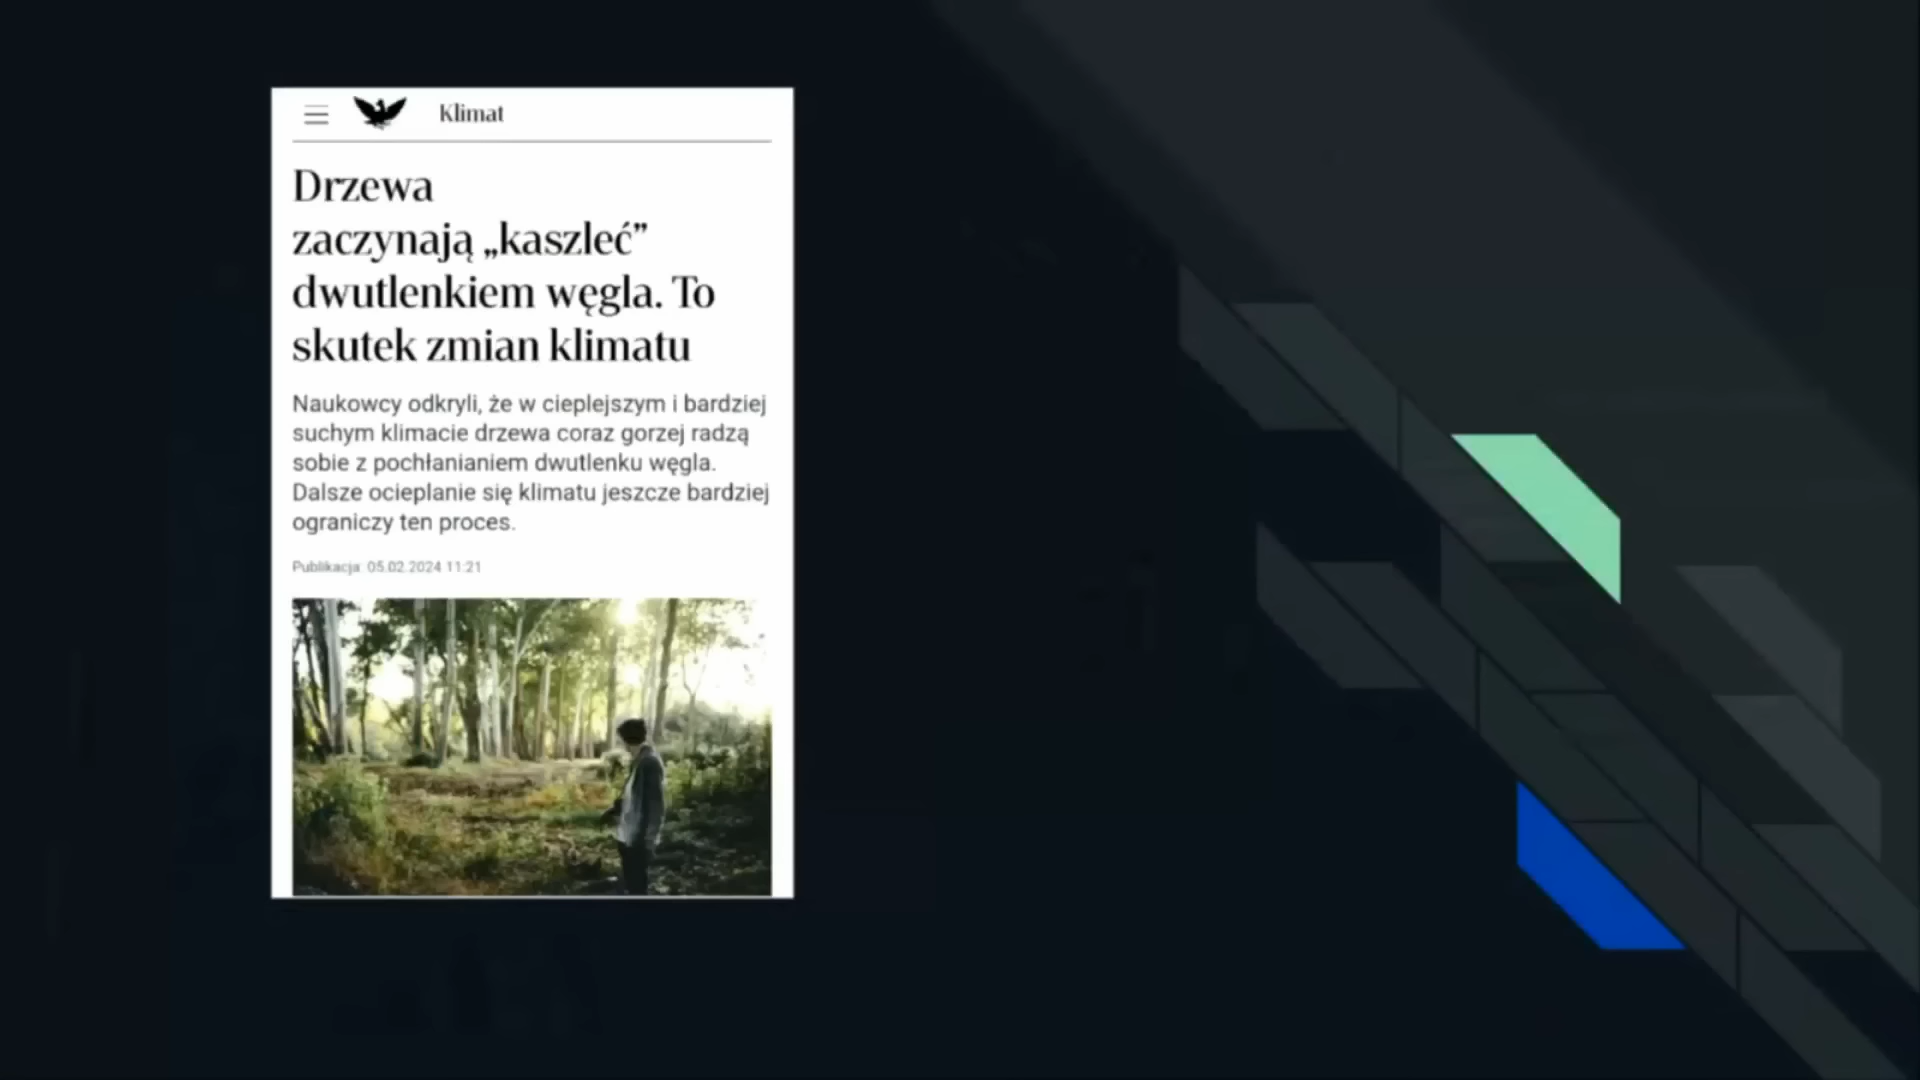 Klimat
Drzewa
zaczynają „kaszleć”
dwutlenkiem węgla. To
skutek zmian klimatu
Naukowcy odkryli, że w cieplejszym i bardziej
suchym klimacie drzewa coraz gorzej radzą
sobie z pochłanianiem dwutlenku węgla.
Dalsze ocieplanie się klimatu jeszcze bardziej
ograniczy ten proces.
Publikacja: 05.02.2024 11:21